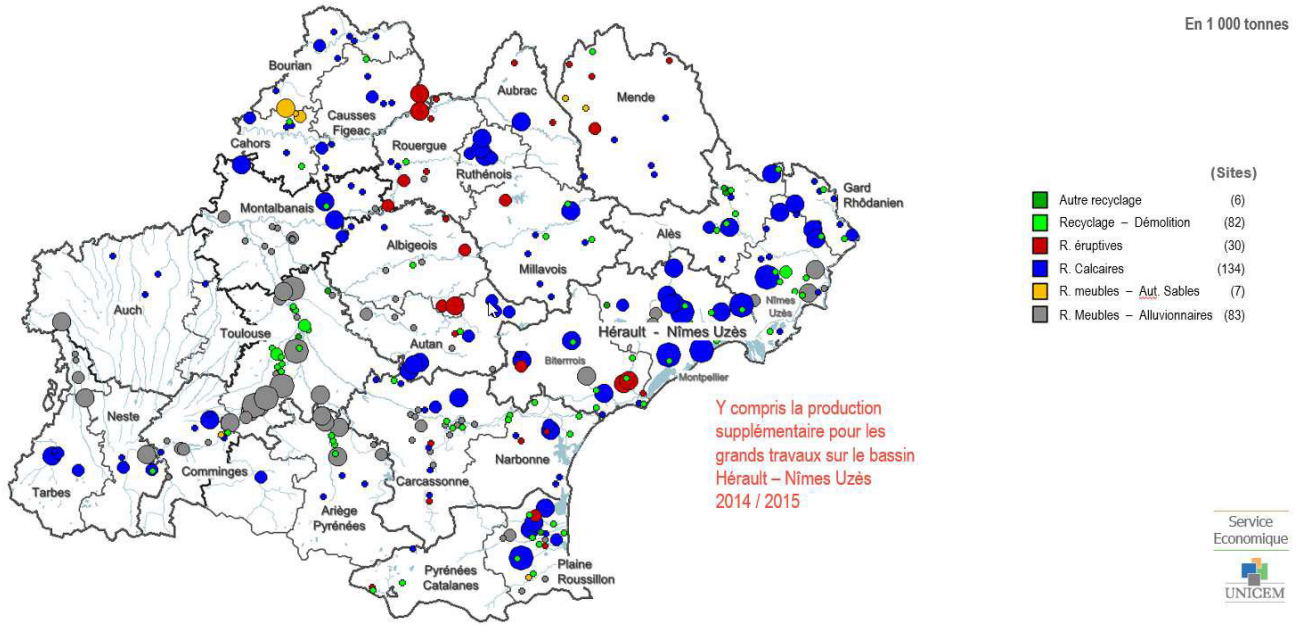 En 1 000 tonnes
Bourian
Aubrac
Mende
Causses
Figeac
Cahors
Rouergue
Ruthénois
Gard
Rhôdanien
Montalbanais
Albigeois
Alès
Millavois
Auch
Toulouse
Nîmes
Uzès
Hérault - Nîmes Uzès
Autan
Biterrrois
Montpellier
Neste
Comminges
Tarbes
Carcassonne
Narbonne
Ariège
Pyrénées
Pyrénées
Catalanes
Plaine
Roussillon
Y compris la production
supplémentaire pour les
grands travaux sur le bassin
Hérault – Nîmes Uzès
2014 / 2015
(Sites)
Autre recyclage (6)
Recyclage – Démolition (82)
R. éruptives (30)
R. Calcaires (134)
R. meubles – Aut. Sables (7)
R. Meubles – Alluvionnaires (83)
Service
Economique
UNICEM